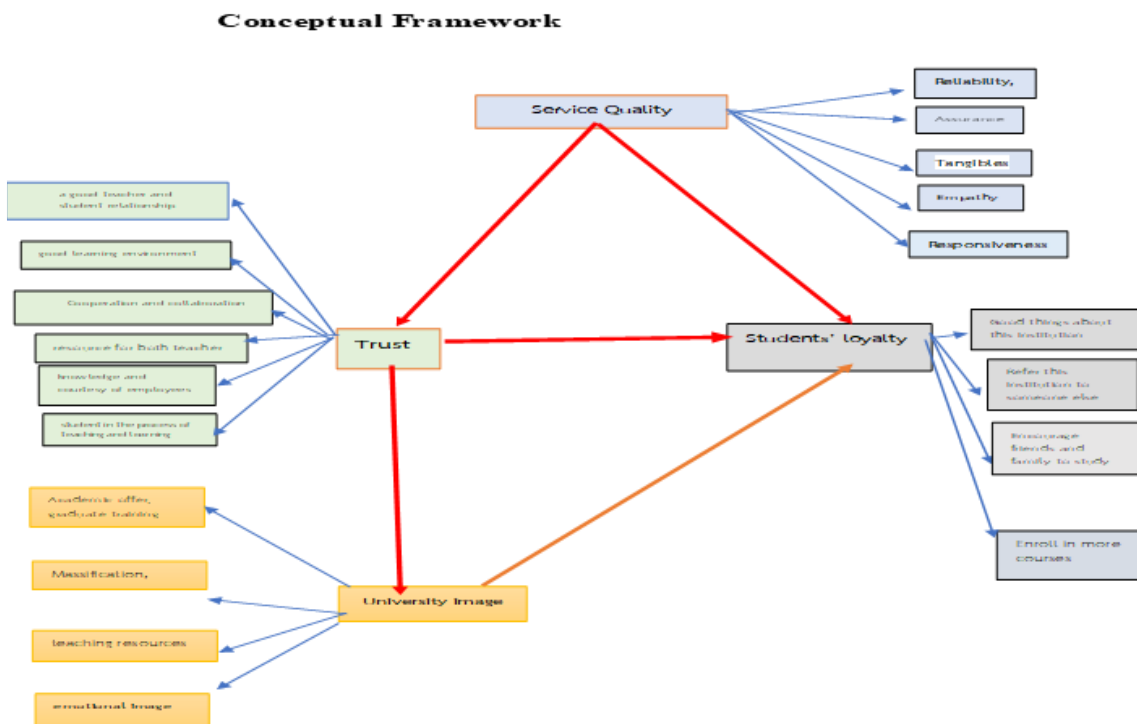 Conceptual Framework
Service Quality
Reliability,
Assurance
Tangibles
Empathy
Responsiveness
a good teacher and
student relationship
good learning environment
Cooperation and collaboration
resource for both teacher
knowledge and
courtesy of employees
student in the process of
teaching and learning
Trust
Students' loyalty
Good things about
this institution
Refer this
institution to
someone else
Encourage
friends and
family to study
Enroll in more
courses
Academic offer,
graduate training
Massification,
teaching resources
emotional image
University Image